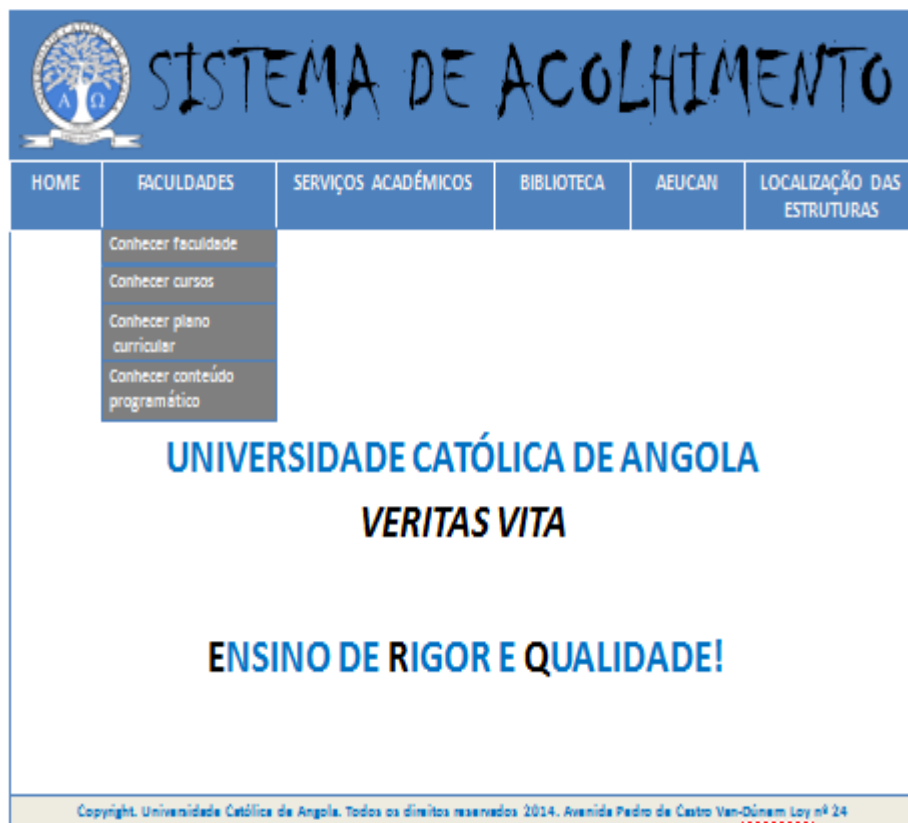 SISTEMA DE ACOLHIMENTO
Α Ω
HOME FACULDADES SERVIÇOS ACADÉMICOS BIBLIOTECA AEUCAN LOCALIZAÇÃO DAS
ESTRUTURAS
Conhecer faculdade
Conhecer cursos
Conhecer plano
curricular
Conhecer conteúdo
programático
UNIVERSIDADE CATÓLICA DE ANGOLA
VERITAS VITA
ENSINO DE RIGOR E QUALIDADE!
Copyright. Universidade Católica de Angola. Todos os direitos reservados 2014. Avenida Pedro de Castro Van-Dúnem Loy nº 24